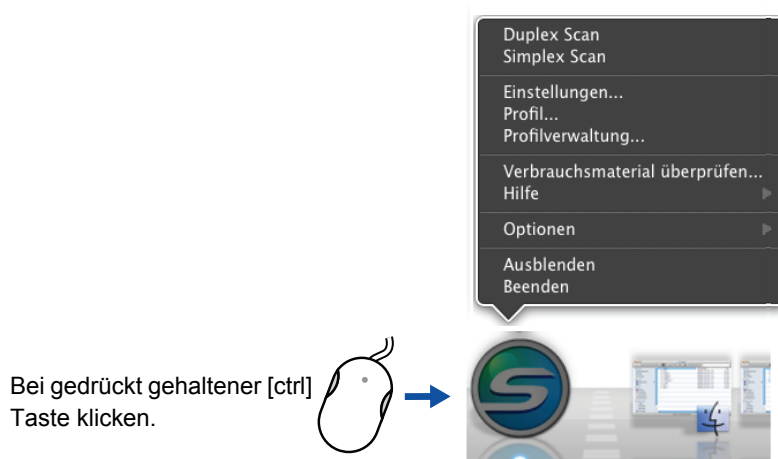 Duplex Scan
Simplex Scan
Einstellungen...
Profil...
Profilverwaltung...
Verbrauchsmaterial überprüfen...
Hilfe
Optionen
Ausblenden
Beenden
Bei gedrückt gehaltener [ctrl]
Taste klicken.